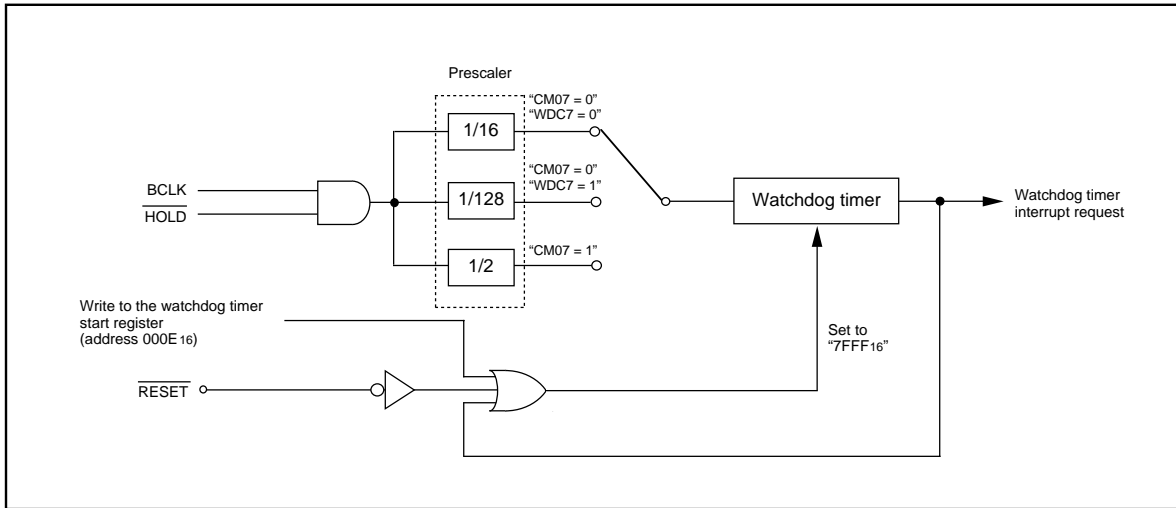 Prescaler
“CM07 = 0”
“WDC7 = 0”
1/16
“CM07 = 0”
“WDC7 = 1”
BCLK
HOLD
1/128
Watchdog timer
Watchdog timer
interrupt request
“CM07 = 1”
1/2
Write to the watchdog timer
start register
(address 000E16)
Set to
“7FFF16”
RESET